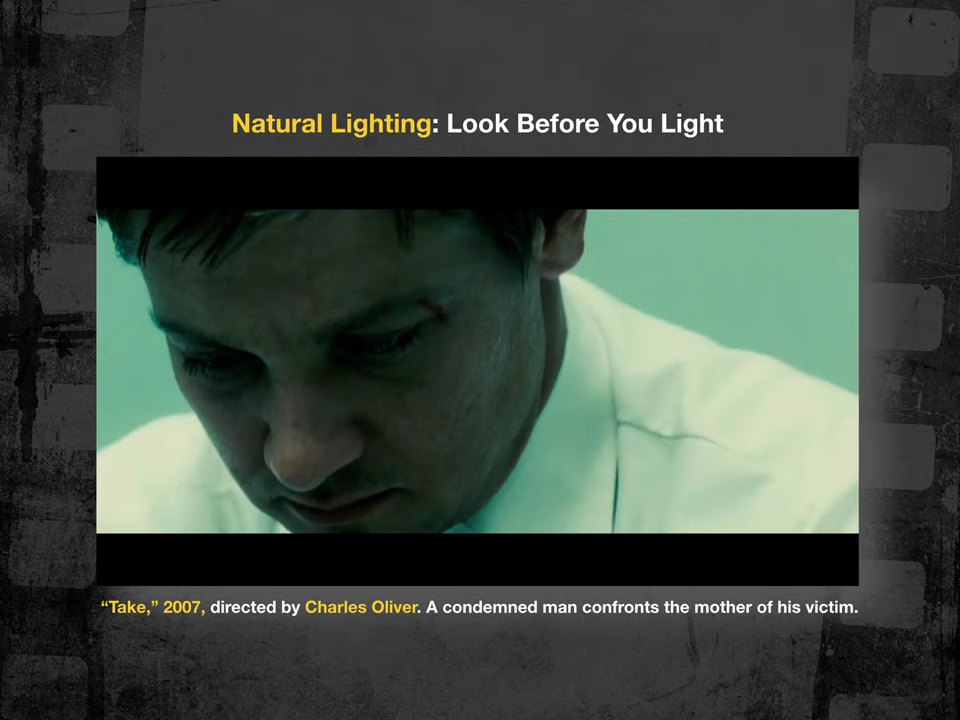 Natural Lighting: Look Before You Light
“Take,” 2007, directed by Charles Oliver. A condemned man confronts the mother of his victim.